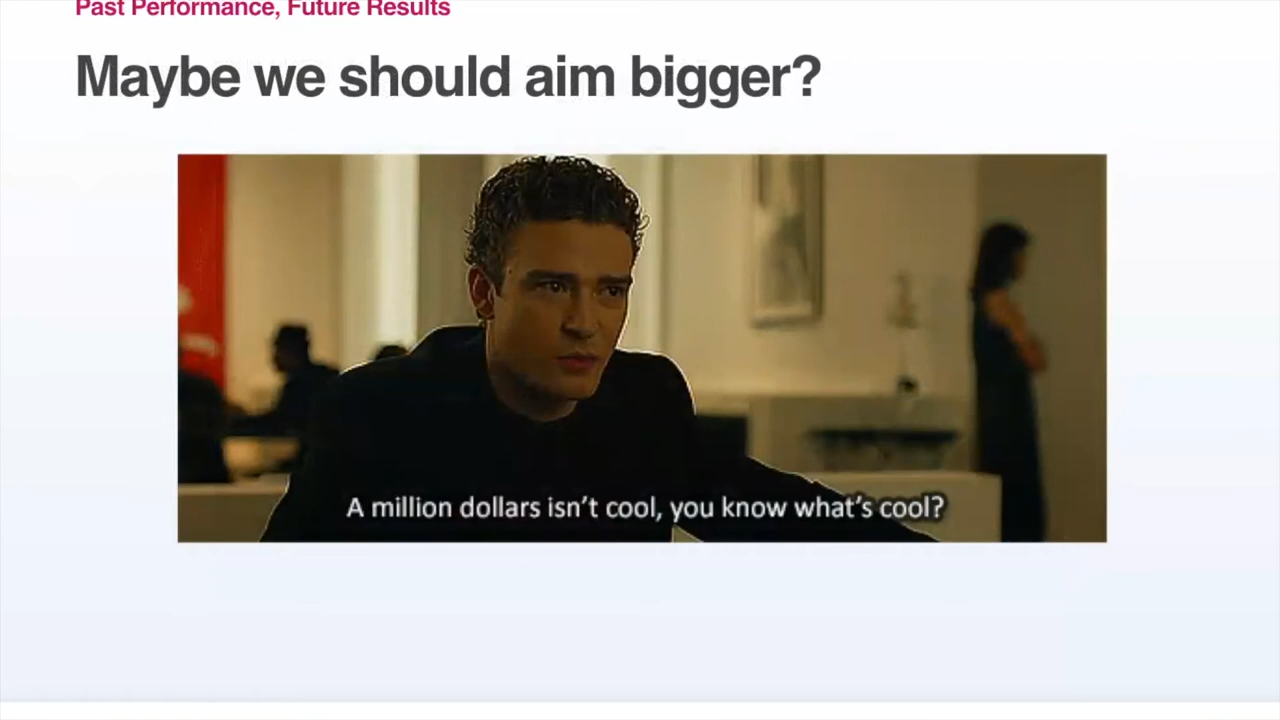 Past Performance, Future Results
Maybe we should aim bigger?
A million dollars isn't cool, you know what's cool?